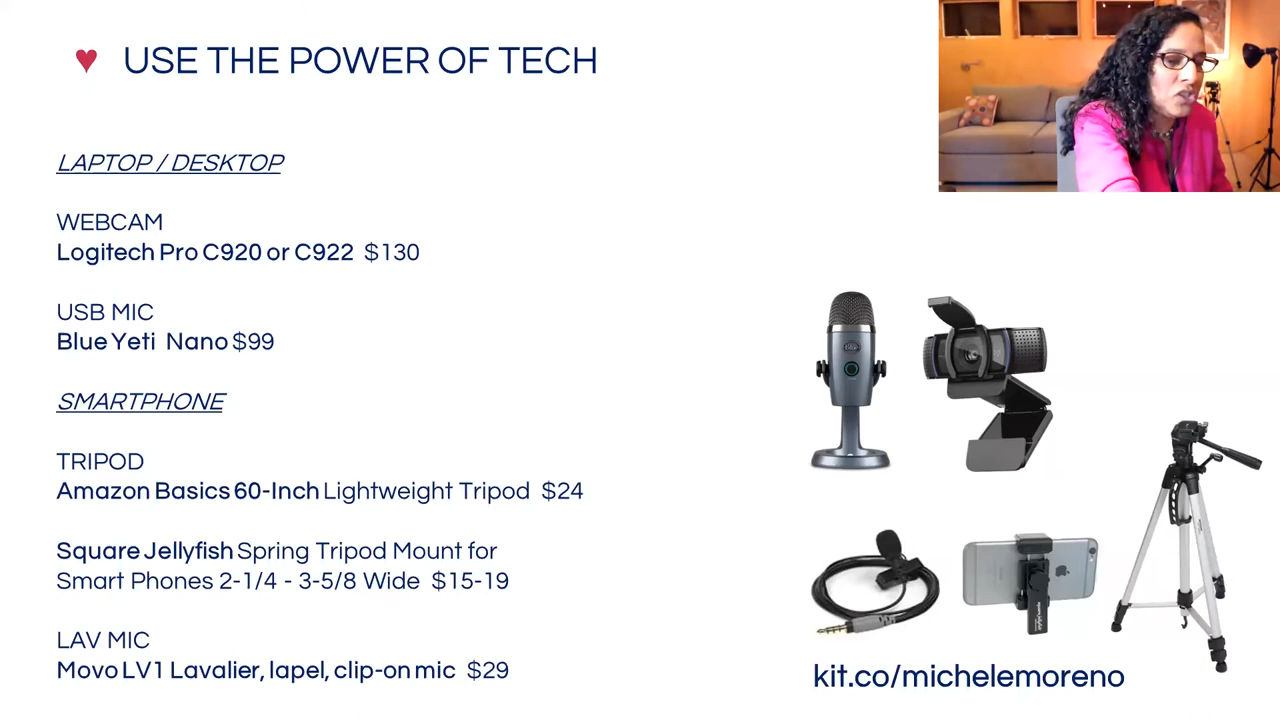 ♥ USE THE POWER OF TECH
LAPTOP / DESKTOP
WEBCAM
Logitech Pro C920 or C922 $130
USB MIC
Blue Yeti Nano $99
SMARTPHONE
TRIPOD
Amazon Basics 60-Inch Lightweight Tripod $24
Square Jellyfish Spring Tripod Mount for
Smart Phones 2-1/4 - 3-5/8 Wide $15-19
LAV MIC
Movo LV1 Lavalier, lapel, clip-on mic $29
kit.co/michelemoreno